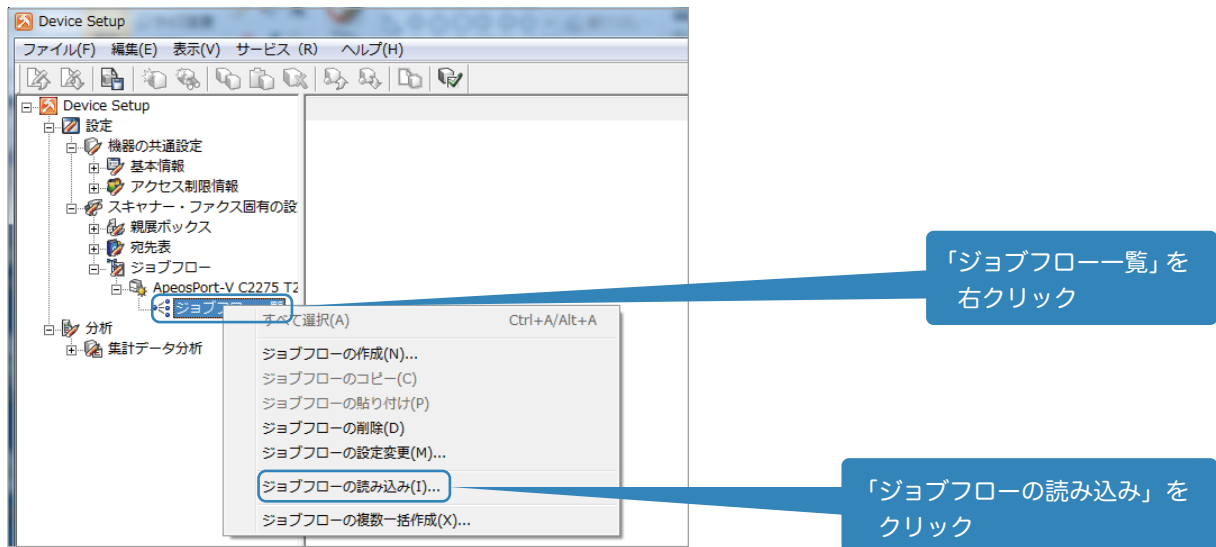 Device Setup
ファイル(F) 編集(E) 表示(V) サービス (R) ヘルプ(H)
Device Setup
設定
機器の共通設定
基本情報
アクセス制限情報
スキャナー・ファクス固有の設
親展ボックス
宛先表
ジョブフロー
ApeosPort-V C2275 T2
ジョブフ
分析
集計データ分析
すべて選択(A) Ctrl+A/Alt+A
ジョブフローの作成(N)...
ジョブフローのコピー(C)
ジョブフローの貼り付け(P)
ジョブフローの削除(D)
ジョブフローの設定変更(M)...
ジョブフローの読み込み(I)...
ジョブフローの複数一括作成(X)...
「ジョブフロー一覧」を
右クリック
「ジョブフローの読み込み」を
クリック